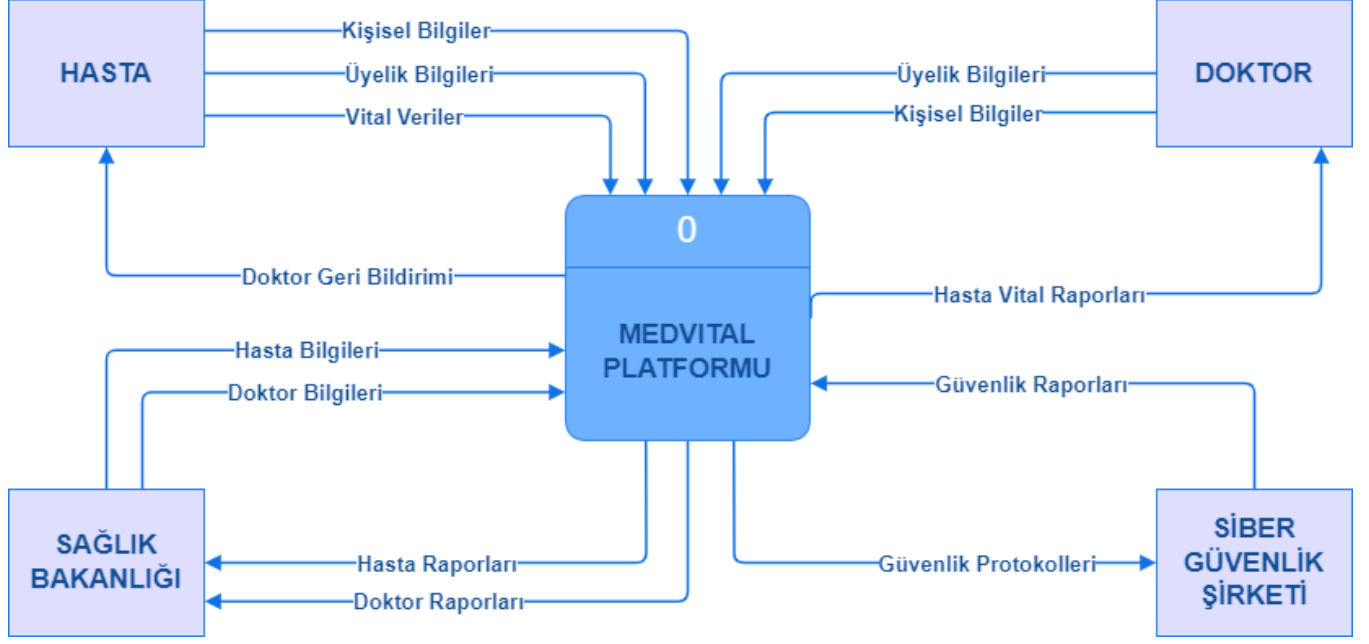 HASTA
Kişisel Bilgiler
Üyelik Bilgileri
Vital Veriler
Üyelik Bilgileri
Kişisel Bilgiler
DOKTOR
0
MEDVITAL
PLATFORMU
Doktor Geri Bildirimi
Hasta Vital Raporları
Hasta Bilgileri
Doktor Bilgileri
Güvenlik Raporları
SAĞLIK
BAKANLIĞI
Hasta Raporları
Doktor Raporları
Güvenlik Protokolleri
SİBER
GÜVENLİK
ŞİRKETİ